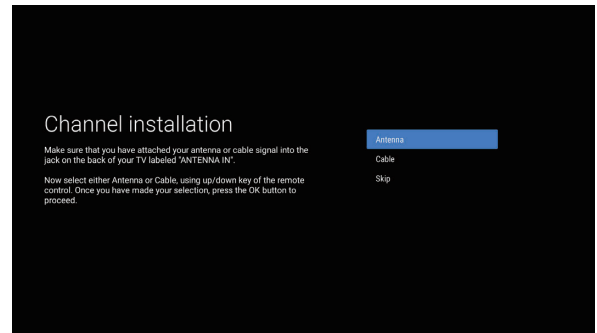 Channel installation
Make sure that you have attached your antenna or cable signal into the
jack on the back of your TV labeled "ANTENNA IN".
Now select either Antenna or Cable, using up/down key of the remote
control. Once you have made your selection, press the OK button to
proceed.
Antenna
Cable
Skip